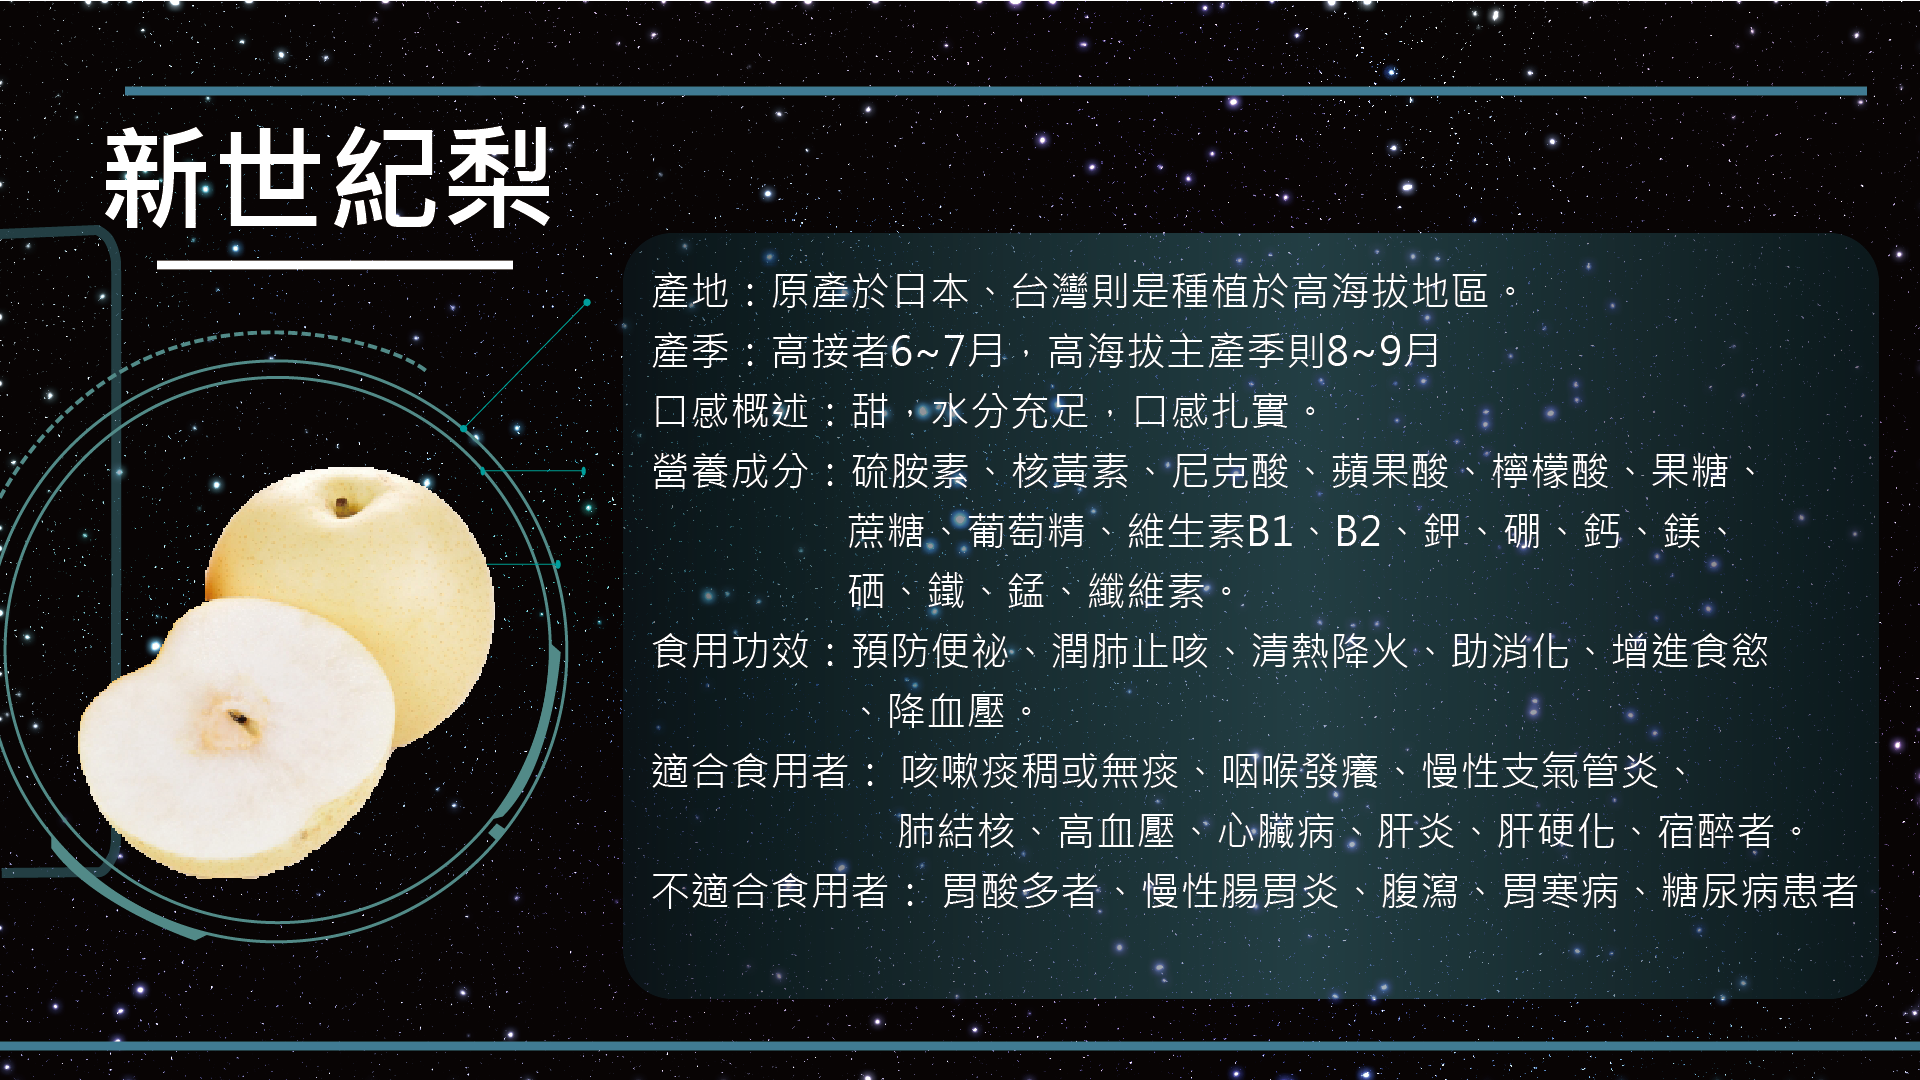 新世紀梨
產地：原產於日本、台灣則是種植於高海拔地區。
產季：高接者6~7月，高海拔主產季則8~9月
口感概述：甜，水分充足，口感扎實。
營養成分：硫胺素、核黃素、尼克酸、蘋果酸、檸檬酸、果糖、
蔗糖、葡萄精、維生素B1、B2、鉀、硼、鈣、鎂、
硒、鐵、錳、纖維素。
食用功效：預防便祕、潤肺止咳、清熱降火、助消化、增進食慾
、降血壓。
適合食用者： 咳嗽痰稠或無痰、咽喉發癢、慢性支氣管炎、
肺結核、高血壓、心臟病、肝炎、肝硬化、宿醉者。
不適合食用者： 胃酸多者、慢性腸胃炎、腹瀉、胃寒病、糖尿病患者